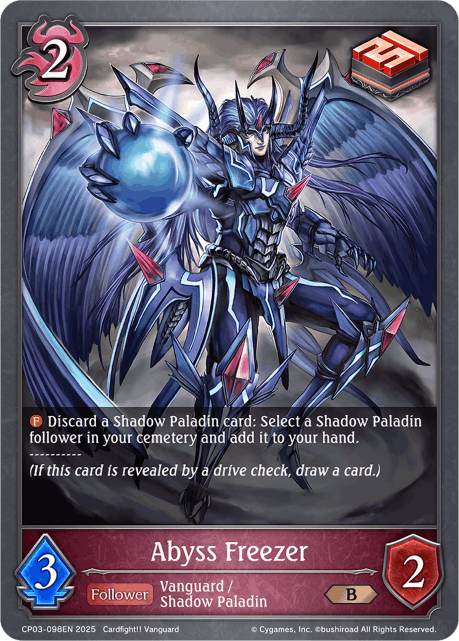 2
F Discard a Shadow Paladin card: Select a Shadow Paladin
follower in your cemetery and add it to your hand.
----------
(If this card is revealed by a drive check, draw a card.)
Abyss Freezer
3
Follower
Vanguard /
Shadow Paladin
B
2
CP03-098EN 2025 Cardfight!! Vanguard
© Cygames, Inc. ©bushiroad All Rights Reserved.